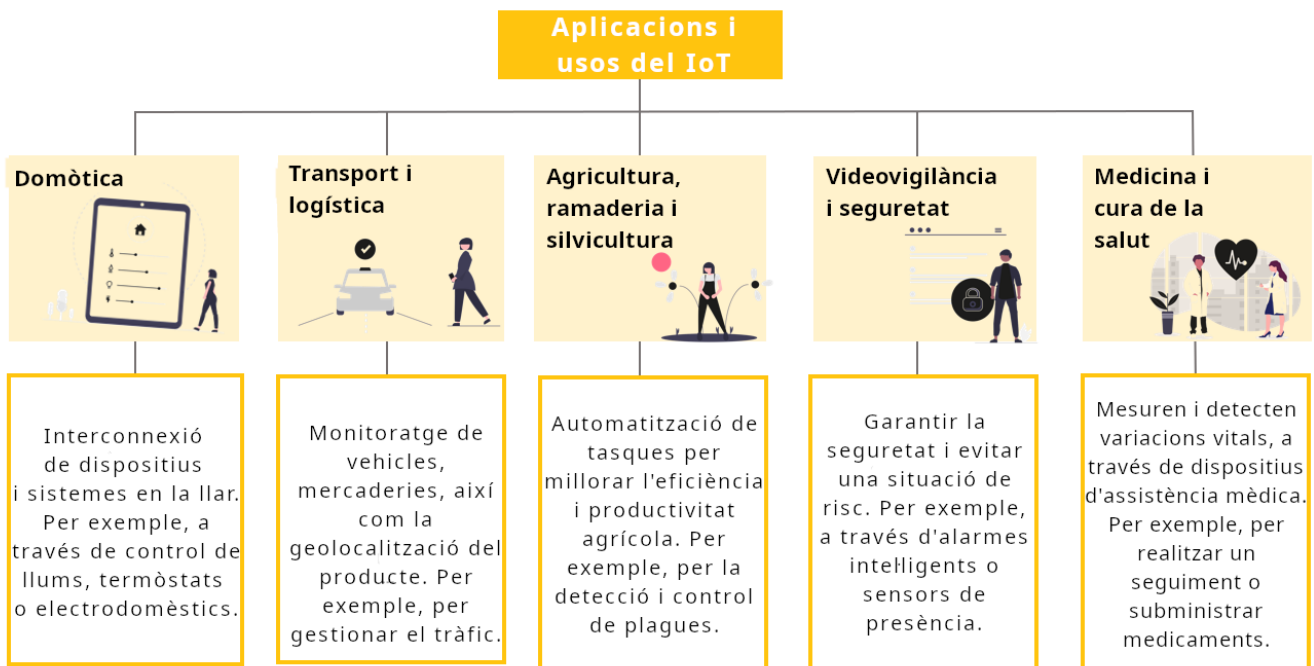 Aplicacions i
usos del IoT
Domòtica
Interconnexió
de dispositius
i sistemes en la llar.
Per exemple, a
través de control de
llums, termòstats
o electrodomèstics.
Transport i
logística
Monitoratge de
vehicles,
mercaderies, així
com la
geolocalització del
producte. Per
exemple, per
gestionar el tràfic.
Agricultura,
ramaderia i
silvicultura
Automatització de
tasques per
millorar l'eficiència
i productivitat
agrícola. Per
exemple, per la
detecció i control
de plagues.
Videovigilància
i seguretat
Garantir la
seguretat i evitar
una situació de
risc. Per exemple,
a través d'alarmes
inteŀligents o
sensors de
presència.
Medicina i
cura de la
salut
Mesuren i detecten
variacions vitals, a
través de dispositius
d'assistència mèdica.
Per exemple, per
realitzar un
seguiment o
subministrar
medicaments.